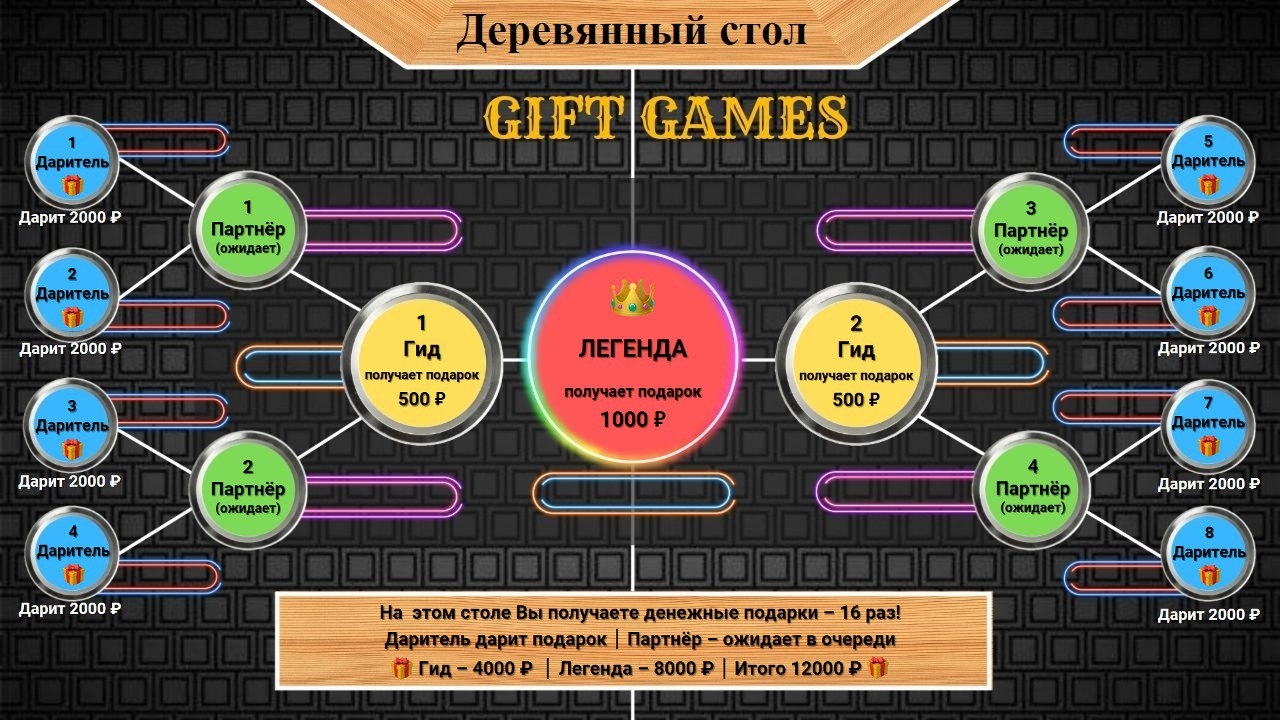 Деревянный стол
GIFT GAMES
1
Даритель
Дарит 2000 ₽
2
Даритель
Дарит 2000 ₽
3
Даритель
Дарит 2000 ₽
4
Даритель
Дарит 2000 ₽
1
Партнёр
(ожидает)
2
Партнёр
(ожидает)
1
Гид
получает подарок
500 ₽
ЛЕГЕНДА
получает подарок
1000 ₽
2
Гид
получает подарок
500 ₽
3
Партнёр
(ожидает)
4
Партнёр
(ожидает)
5
Даритель
Дарит 2000 ₽
6
Даритель
Дарит 2000 ₽
7
Даритель
Дарит 2000 ₽
8
Даритель
Дарит 2000 ₽
На этом столе Вы получаете денежные подарки – 16 раз!
Даритель дарит подарок | Партнёр – ожидает в очереди
🎁 Гид – 4000 ₽ | Легенда – 8000 ₽ | Итого 12000 ₽ 🎁